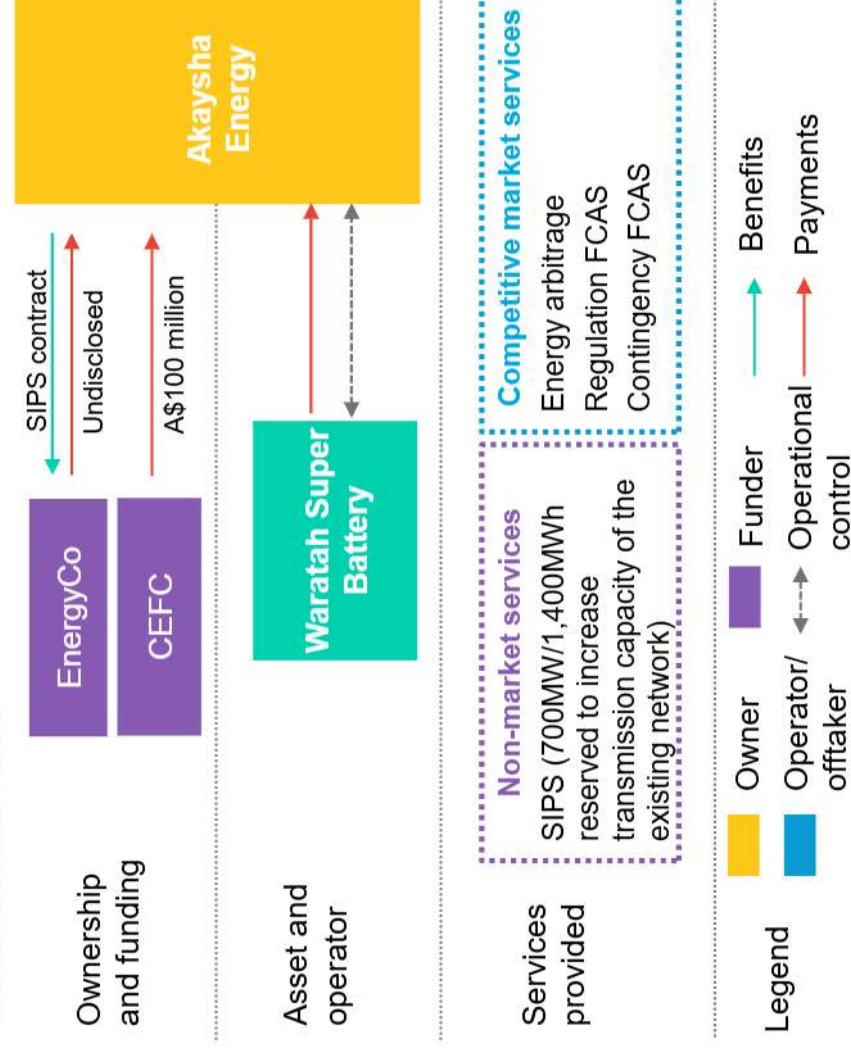 Ownership
and funding
EnergyCo
CEFC
SIPS contract
Undisclosed
A$100 million
Akaysha
Energy
Asset and
operator
Waratah Super
Battery
Services
provided
Non-market services
SIPS (700MW/1,400MWh
reserved to increase
transmission capacity of the
existing network)
Competitive market services
Energy arbitrage
Regulation FCAS
Contingency FCAS
Legend
Owner
Funder
Benefits
Operator/
offtaker
Operational
control
Payments